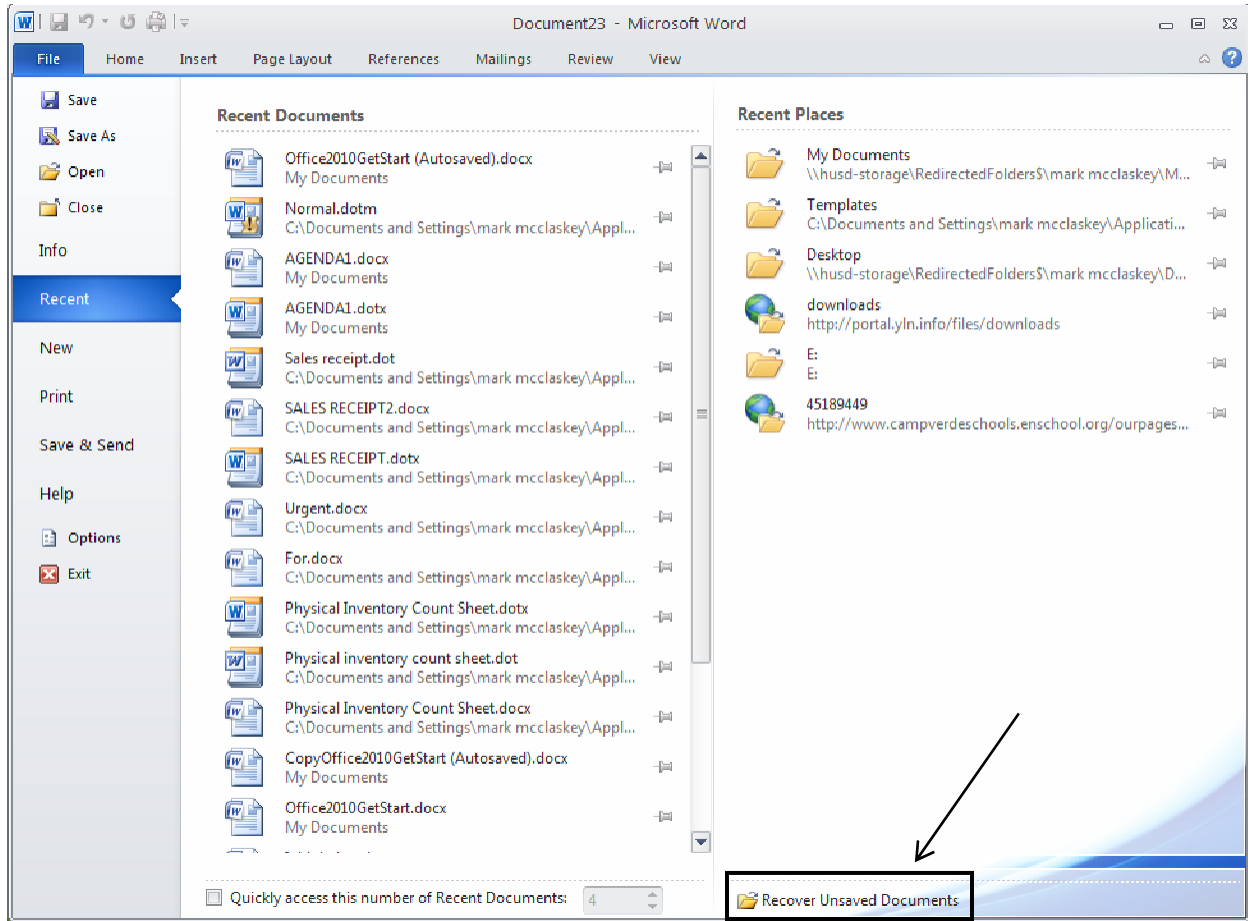 Document23 - Microsoft Word
File Home Insert Page Layout References Mailings Review View
Save
Save As
Open
Close
Info
Recent
New
Print
Save & Send
Help
Options
Exit
Recent Documents
Office2010GetStart (Autosaved).docx
My Documents
Normal.dotm
C:\Documents and Settings\mark mcclaskey\Appl...
AGENDA1.docx
My Documents
AGENDA1.dotx
My Documents
Sales receipt.dot
C:\Documents and Settings\mark mcclaskey\Appl...
SALES RECEIPT2.docx
C:\Documents and Settings\mark mcclaskey\Appl...
SALES RECEIPT.dotx
C:\Documents and Settings\mark mcclaskey\Appl...
Urgent.docx
C:\Documents and Settings\mark mcclaskey\Appl...
For.docx
C:\Documents and Settings\mark mcclaskey\Appl...
Physical Inventory Count Sheet.dotx
C:\Documents and Settings\mark mcclaskey\Appl...
Physical inventory count sheet.dot
C:\Documents and Settings\mark mcclaskey\Appl...
Physical Inventory Count Sheet.docx
C:\Documents and Settings\mark mcclaskey\Appl...
CopyOffice2010GetStart (Autosaved).docx
My Documents
Office2010GetStart.docx
My Documents
Quickly access this number of Recent Documents: 4
Recent Places
My Documents
\\husd-storage\RedirectedFolders$\mark mcclaskey\M...
Templates
C:\Documents and Settings\mark mcclaskey\Applicati...
Desktop
\\husd-storage\RedirectedFolders$\mark mcclaskey\D...
downloads
http://portal.yln.info/files/downloads
E:
E:
45189449
http://www.campverdeschools.enschool.org/ourpages...
Recover Unsaved Documents